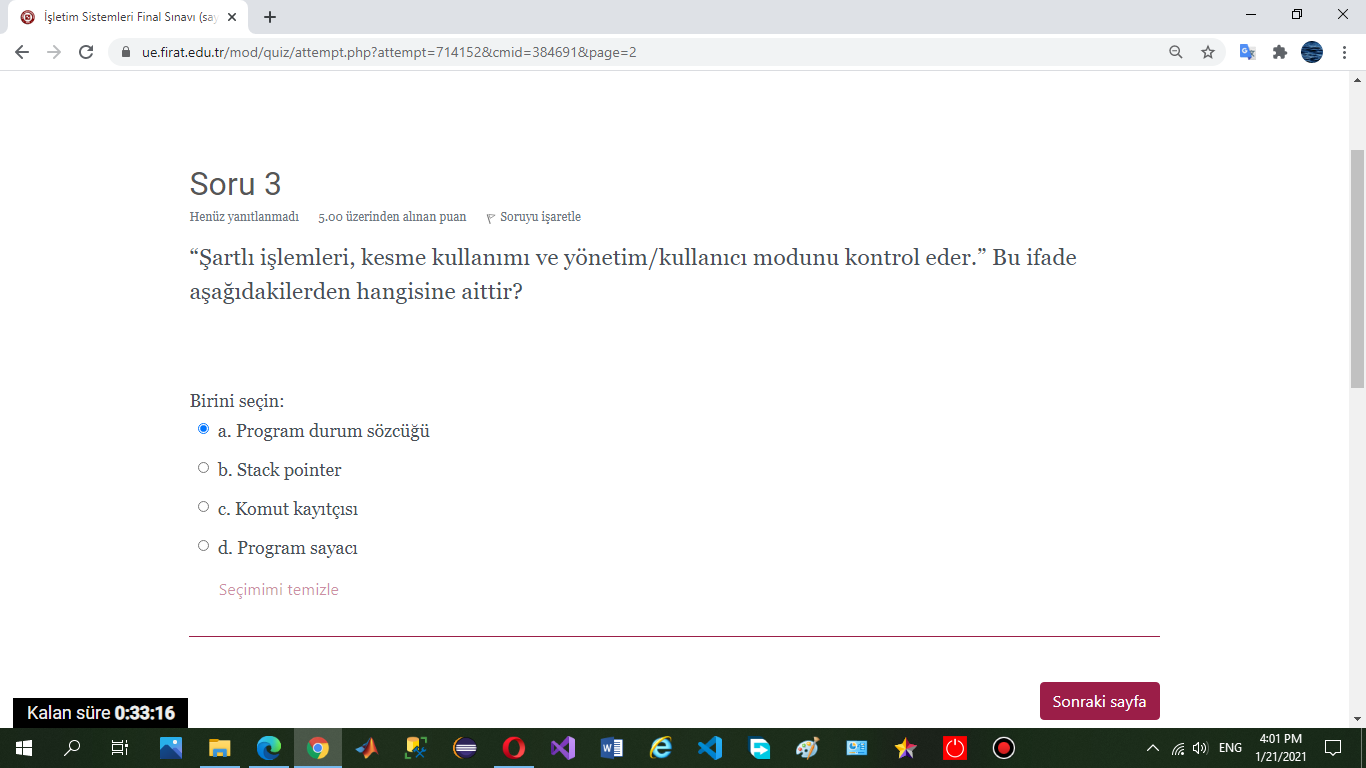 İşletim Sistemleri Final Sınavı (say
ue.firat.edu.tr/mod/quiz/attempt.php?attempt=714152&cmid=384691&page=2
Soru 3
Henüz yanıtlanmadı 5.00 üzerinden alınan puan Soruyu işaretle
“Şartlı işlemleri, kesme kullanımı ve yönetim/kullanıcı modunu kontrol eder.” Bu ifade
aşağıdakilerden hangisine aittir?
Birini seçin:
a. Program durum sözcüğü
b. Stack pointer
c. Komut kayıtçısı
d. Program sayacı
Seçimimi temizle
Sonraki sayfa
Kalan süre 0:33:16
ENG
4:01 PM
1/21/2021